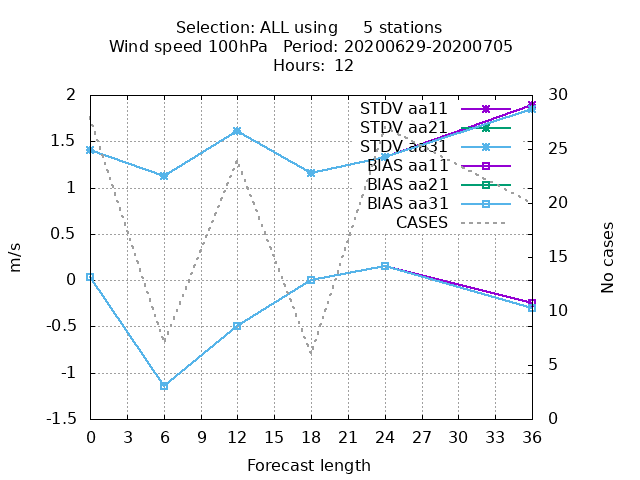 Selection: ALL using 5 stations
Wind speed 100hPa Period: 20200629-20200705
Hours: 12
STDV aa11
STDV aa21
STDV aa31
BIAS aa11
BIAS aa21
BIAS aa31
CASES
2
1.5
1
0.5
0
-0.5
-1
-1.5
m/s
30
25
20
15
10
5
0
No cases
0 3 6 9 12 15 18 21 24 27 30 33 36
Forecast length